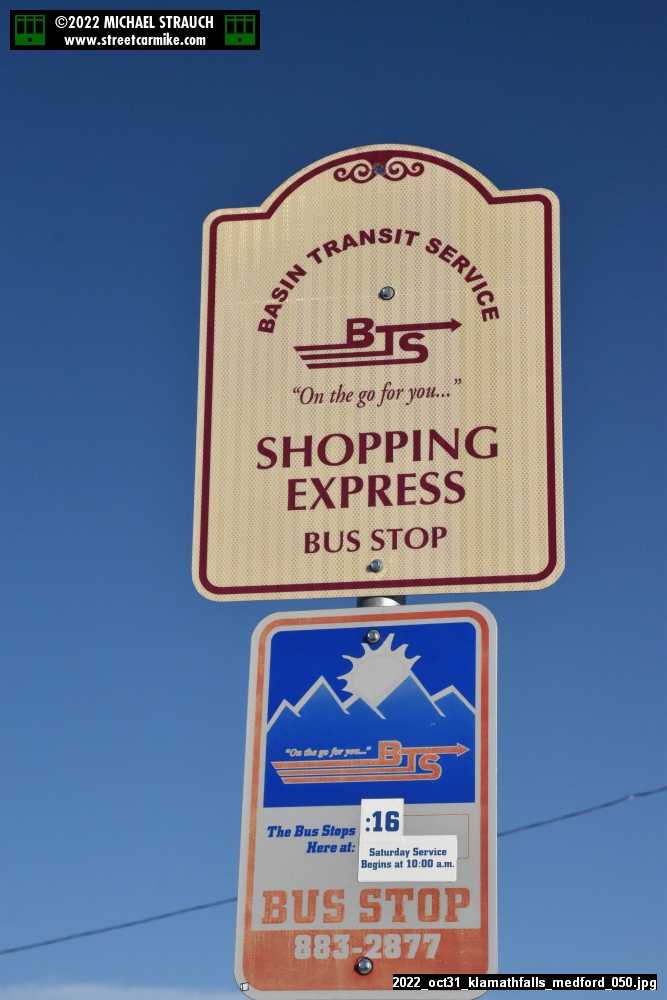 ©2022 MICHAEL STRAUCH
www.streetcarmike.com
BASIN TRANSIT SERVICE
BTS
"On the go for you..."
SHOPPING
EXPRESS
BUS STOP
"On the go for you..."
BTS
The Bus Stops
Here at:
:16
Saturday Service
Begins at 10:00 a.m.
BUS STOP
883-2877
2022_oct31_klamathfalls_medford_050.jpg